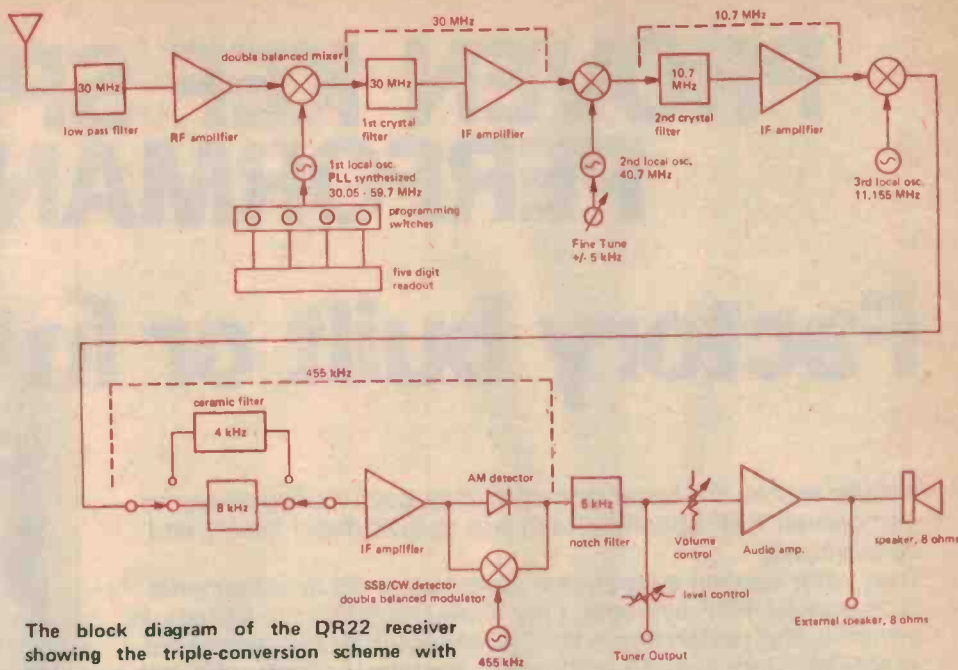 30 MHz
10,7 MHz
double balanced mixer
30 MHz
30 MHz
10,7
MHz
low pass filter
RF amplifier
1st crystal
filter
IF amplifier
2nd crystal
filter
IF amplifier
1st local osc.
PLL synthesized
30.05 - 59.7 MHz
2nd local osc.
40.7 MHz
3rd local osc.
11,155 MHz
programming
switches
Fine Tune
+/- 5 kHz
five digit
readout
455 kHz
ceramic filter
4 kHz
AM detector
8 kHz
5 kHz
IF amplifier
notch filter
Volume
control
Audio amp.
speaker, 8 ohms
SSB/CW detector
double balanced modulator
level control
455 kHz
Tuner Output
External speaker, 8 ohms
The block diagram of the QR22 receiver
showing the triple-conversion scheme with